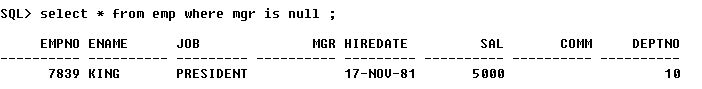 SQL> select * from emp where mgr is null ;
     EMPNO ENAME      JOB              MGR HIREDATE         SAL       COMM     DEPTNO
---------- ---------- --------- ---------- --------- ---------- ---------- ----------
      7839 KING       PRESIDENT            17-NOV-81       5000                    10